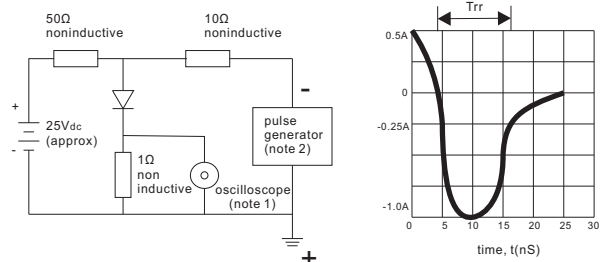 50Ω
noninductive
10Ω
noninductive
+
25Vdc
(approx)
-
1Ω
non
inductive
oscilloscope
(note 1)
-
pulse
generator
(note 2)
+
Trr
0.5A
0
-0.25A
-1.0A
0 5 10 15 20 25 30
time, t(nS)